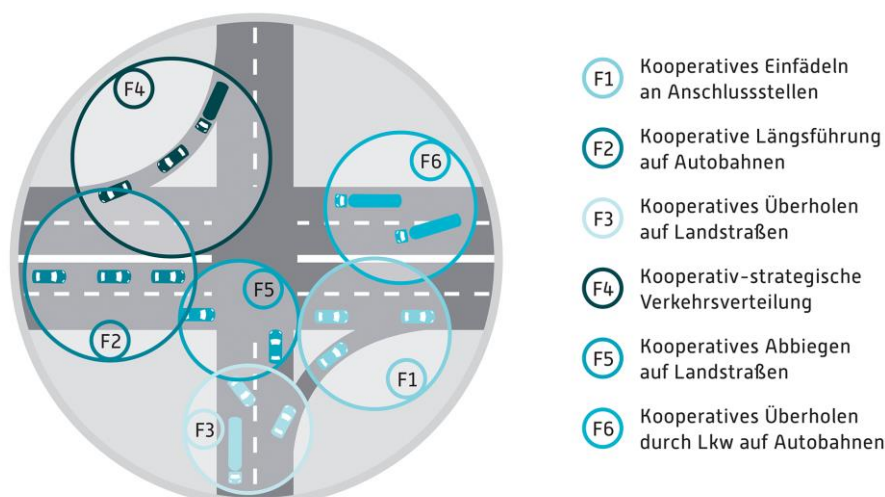 F4
F6
F5
F2
F1
F3
F1 Kooperatives Einfädeln
an Anschlussstellen
F2 Kooperative Längsführung
auf Autobahnen
F3 Kooperatives Überholen
auf Landstraßen
F4 Kooperativ-strategische
Verkehrsverteilung
F5 Kooperatives Abbiegen
auf Landstraßen
F6 Kooperatives Überholen
durch Lkw auf Autobahnen